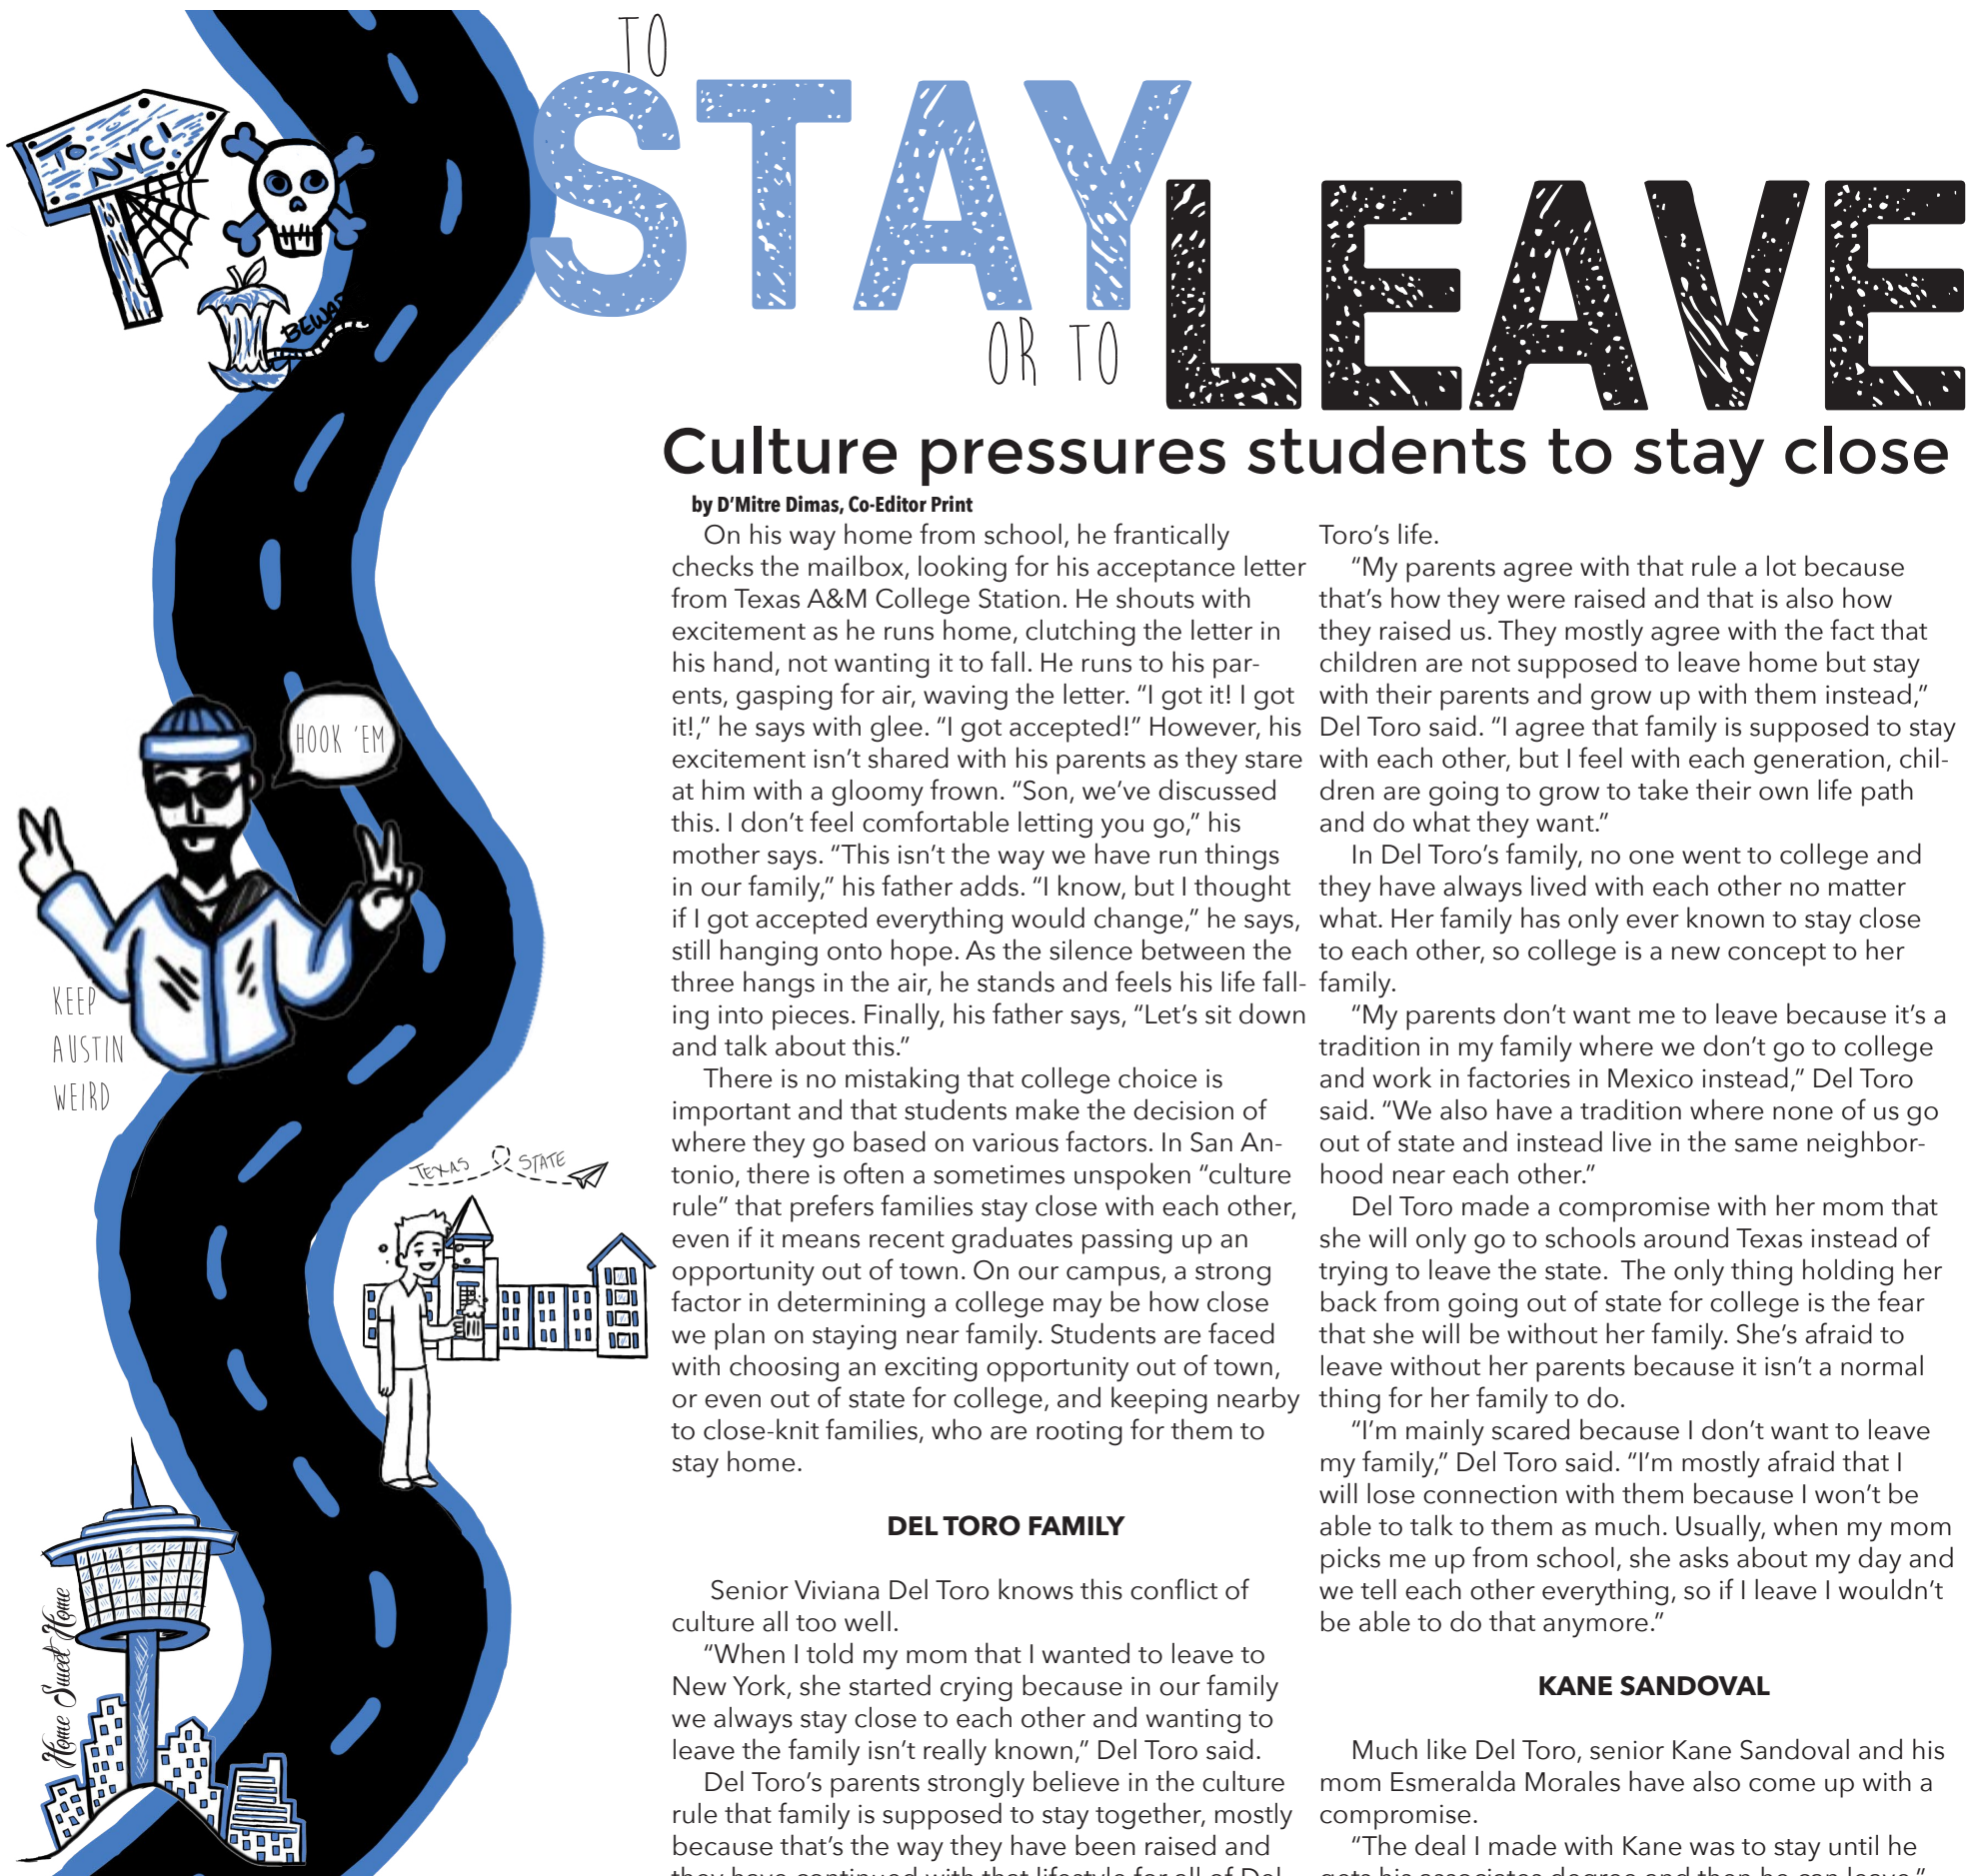 TO
STAY
OR TO
LEAVE
Culture pressures students to stay close
by D’Mitre Dimas, Co-Editor Print
On his way home from school, he frantically
checks the mailbox, looking for his acceptance letter
from Texas A&M College Station. He shouts with
excitement as he runs home, clutching the letter in
his hand, not wanting it to fall. He runs to his par-
ents, gasping for air, waving the letter. “I got it! I got
it!,” he says with glee. “I got accepted!” However, his
excitement isn’t shared with his parents as they stare
at him with a gloomy frown. “Son, we’ve discussed
this. I don’t feel comfortable letting you go,” his
mother says. “This isn’t the way we have run things
in our family,” his father adds. “I know, but I thought
if I got accepted everything would change,” he says,
still hanging onto hope. As the silence between the
three hangs in the air, he stands and feels his life fall-
ing into pieces. Finally, his father says, “Let’s sit down
and talk about this.”
There is no mistaking that college choice is
important and that students make the decision of
where they go based on various factors. In San An-
tonio, there is often a sometimes unspoken “culture
rule” that prefers families stay close with each other,
even if it means recent graduates passing up an
opportunity out of town. On our campus, a strong
factor in determining a college may be how close
we plan on staying near family. Students are faced
with choosing an exciting opportunity out of town,
or even out of state for college, and keeping nearby
to close-knit families, who are rooting for them to
stay home.
DEL TORO FAMILY
Senior Viviana Del Toro knows this conflict of
culture all too well.
“When I told my mom that I wanted to leave to
New York, she started crying because in our family
we always stay close to each other and wanting to
leave the family isn’t really known,” Del Toro said.
Del Toro’s parents strongly believe in the culture
rule that family is supposed to stay together, mostly
because that’s the way they have been raised and
they have continued with that lifestyle for all of Del
Toro’s life.
“My parents agree with that rule a lot because
that’s how they were raised and that is also how
they raised us. They mostly agree with the fact that
children are not supposed to leave home but stay
with their parents and grow up with them instead,”
Del Toro said. “I agree that family is supposed to stay
with each other, but I feel with each generation, chil-
dren are going to grow to take their own life path
and do what they want.”
In Del Toro’s family, no one went to college and
they have always lived with each other no matter
what. Her family has only ever known to stay close
to each other, so college is a new concept to her
family.
“My parents don’t want me to leave because it’s a
tradition in my family where we don’t go to college
and work in factories in Mexico instead,” Del Toro
said. “We also have a tradition where none of us go
out of state and instead live in the same neighbor-
hood near each other.”
Del Toro made a compromise with her mom that
she will only go to schools around Texas instead of
trying to leave the state. The only thing holding her
back from going out of state for college is the fear
that she will be without her family. She’s afraid to
leave without her parents because it isn’t a normal
thing for her family to do.
“I’m mainly scared because I don’t want to leave
my family,” Del Toro said. “I’m mostly afraid that I
will lose connection with them because I won’t be
able to talk to them as much. Usually, when my mom
picks me up from school, she asks about my day and
we tell each other everything, so if I leave I wouldn’t
be able to do that anymore.”
KANE SANDOVAL
Much like Del Toro, senior Kane Sandoval and his
mom Esmeralda Morales have also come up with a
compromise.
“The deal I made with Kane was to stay until he
gets his associates degree and then he can leave,”
TO
NYC!
HOOK ’EM
KEEP
AUSTIN
WEIRD
TEXAS STATE
Home Sweet Home